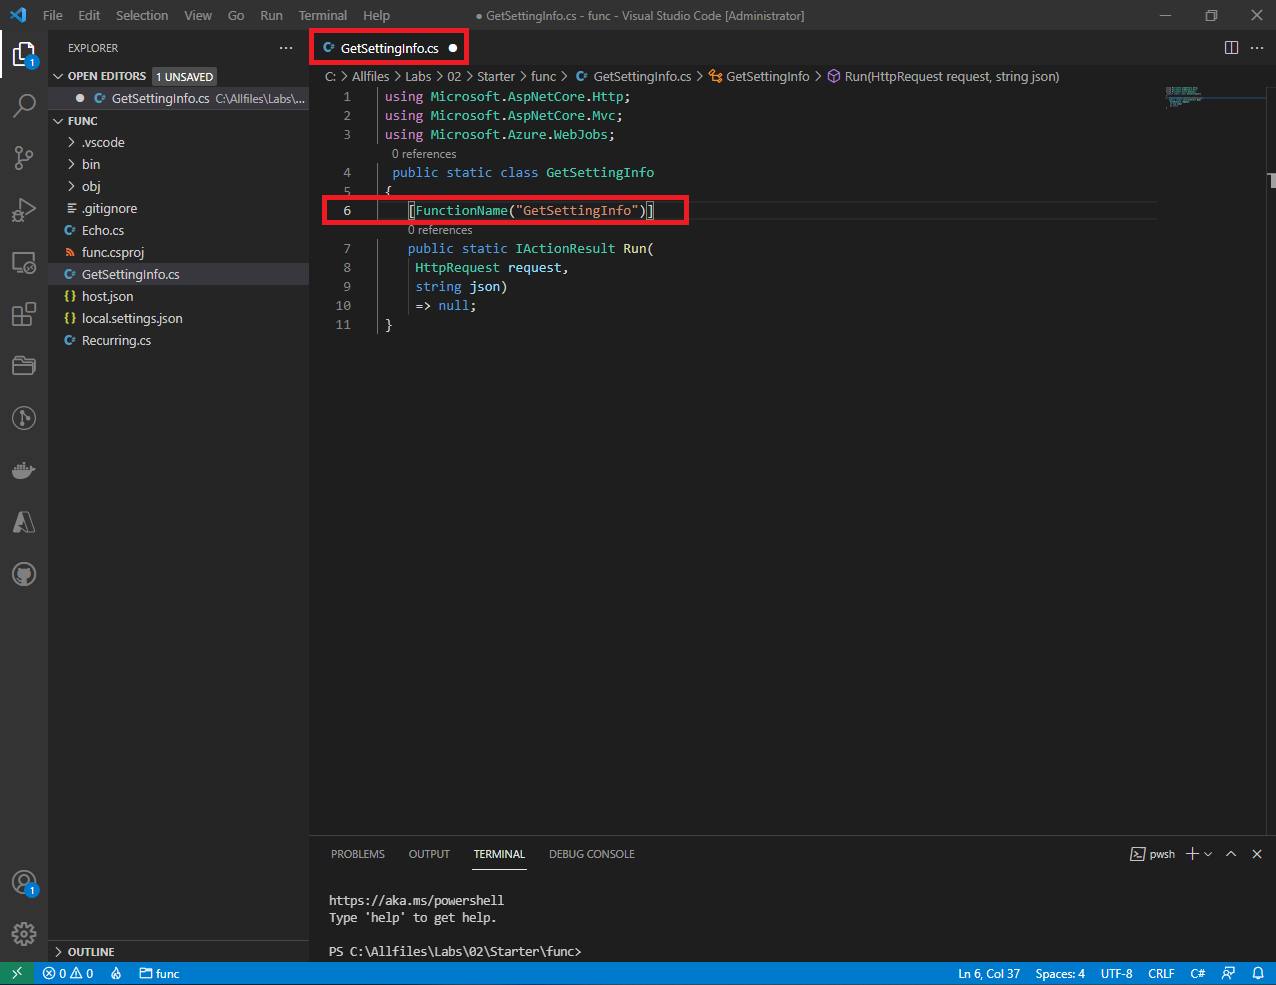 File Edit Selection View Go Run Terminal Help
● GetSettingInfo.cs - func - Visual Studio Code [Administrator]
EXPLORER ···
OPEN EDITORS 1 UNSAVED
● GetSettingInfo.cs C:\Allfiles\Labs\...
FUNC
.vscode
bin
obj
.gitignore
Echo.cs
func.csproj
GetSettingInfo.cs
host.json
local.settings.json
Recurring.cs
OUTLINE
1
1
GetSettingInfo.cs ●
C: > Allfiles > Labs > 02 > Starter > func > GetSettingInfo.cs > GetSettingInfo > Run(HttpRequest request, string json)
1 using Microsoft.AspNetCore.Http;
2 using Microsoft.AspNetCore.Mvc;
3 using Microsoft.Azure.WebJobs;
0 references
4 public static class GetSettingInfo
5 {
6 [FunctionName("GetSettingInfo")]
0 references
7 public static IActionResult Run(
8 HttpRequest request,
9 string json)
10 => null;
11 }
PROBLEMS OUTPUT TERMINAL DEBUG CONSOLE
pwsh
https://aka.ms/powershell
Type 'help' to get help.
PS C:\Allfiles\Labs\02\Starter\func>
0 0 func
Ln 6, Col 37 Spaces: 4 UTF-8 CRLF C#